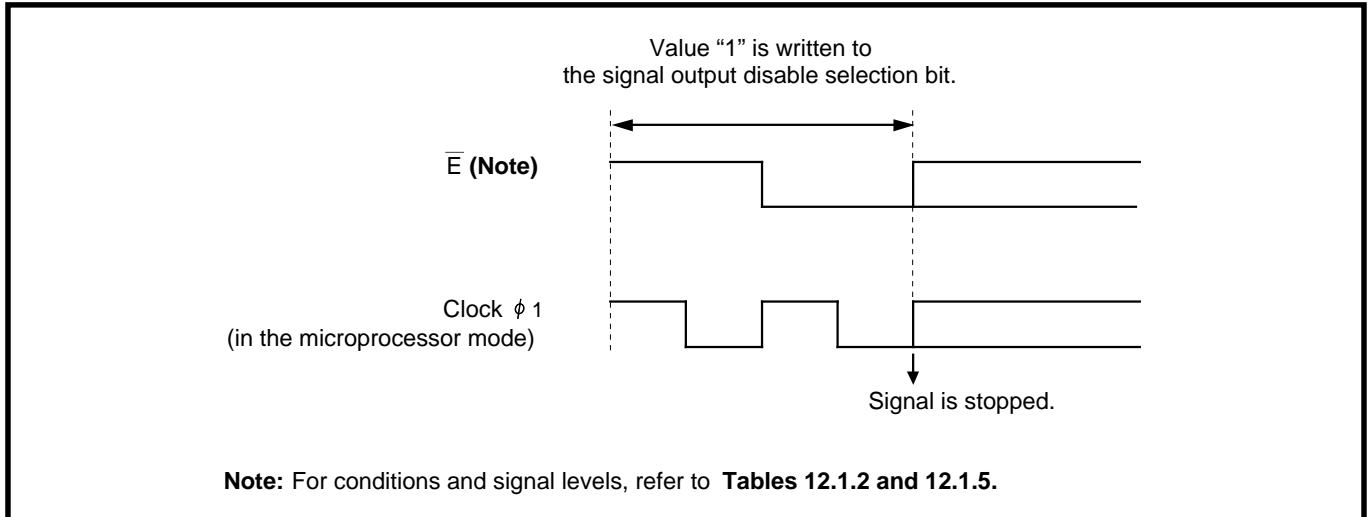 Value “1” is written to
the signal output disable selection bit.
E̅ (Note)
Clock ϕ 1
(in the microprocessor mode)
Signal is stopped.
Note: For conditions and signal levels, refer to Tables 12.1.2 and 12.1.5.